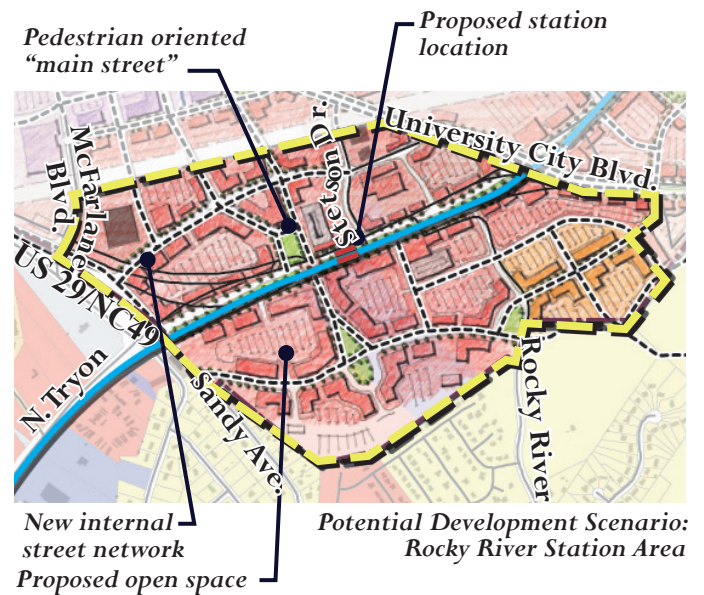 Pedestrian oriented
“main street”
Proposed station
location
University City Blvd.
Stetson Dr.
McFarlane
Blvd.
US 29/NC49
N. Tryon
Sandy Ave.
Rocky River
New internal
street network
Proposed open space
Potential Development Scenario:
Rocky River Station Area